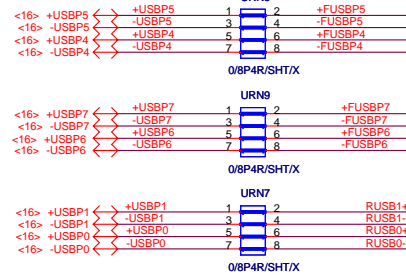 <16> +USBP5 +USBP5 1 2 +FUSBP5
<16> -USBP5 -USBP5 3 4 -FUSBP5
<16> +USBP4 +USBP4 5 6 +FUSBP4
<16> -USBP4 -USBP4 7 8 -FUSBP4
0/8P4R/SHT/X
URN9
<16> +USBP7 +USBP7 1 2 +FUSBP7
<16> -USBP7 -USBP7 3 4 -FUSBP7
<16> +USBP6 +USBP6 5 6 +FUSBP6
<16> -USBP6 -USBP6 7 8 -FUSBP6
0/8P4R/SHT/X
URN7
<16> +USBP1 +USBP1 1 2 RUSB1+
<16> -USBP1 -USBP1 3 4 RUSB1-
<16> +USBP0 +USBP0 5 6 RUSB0+
<16> -USBP0 -USBP0 7 8 RUSB0-
0/8P4R/SHT/X